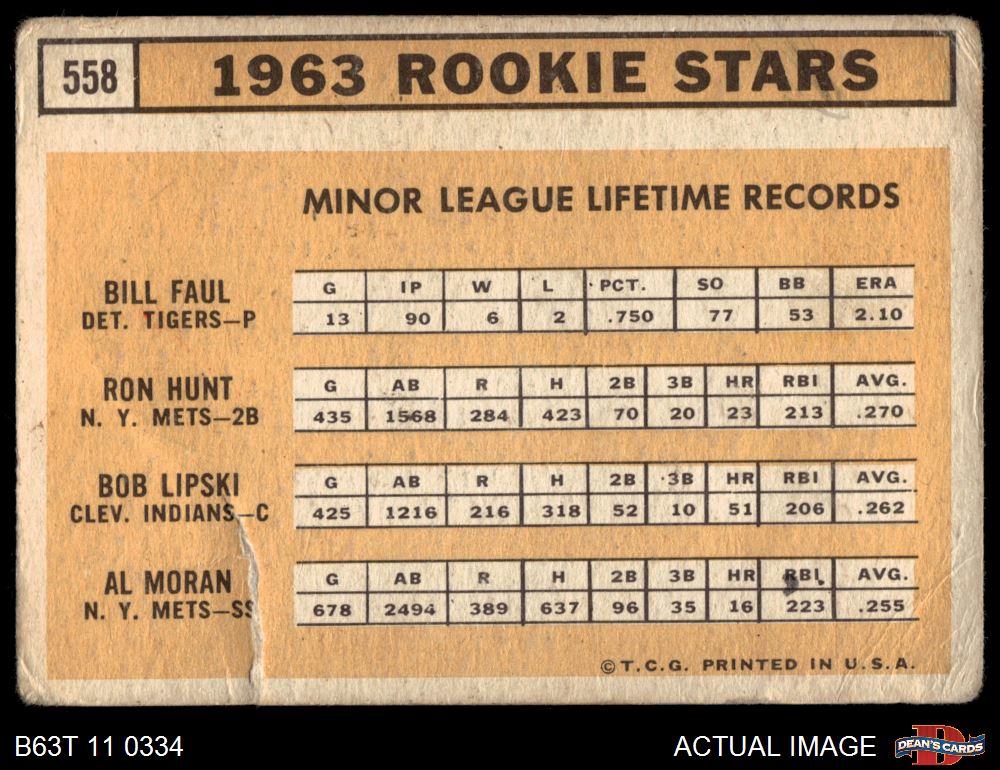 558 1963 ROOKIE STARS
MINOR LEAGUE LIFETIME RECORDS
BILL FAUL
DET. TIGERS—P
G IP W L PCT. SO BB ERA
13 90 6 2 .750 77 53 2.10
RON HUNT
N. Y. METS—2B
G AB R H 2B 3B HR RBI AVG.
435 1568 284 423 70 20 23 213 .270
BOB LIPSKI
CLEV. INDIANS—C
G AB R H 2B 3B HR RBI AVG.
425 1216 216 318 52 10 51 206 .262
AL MORAN
N. Y. METS—SS
G AB R H 2B 3B HR RBI AVG.
678 2494 389 637 96 35 16 223 .255
© T.C.G. PRINTED IN U.S.A.
B63T 11 0334
ACTUAL IMAGE
DEAN'S CARDS